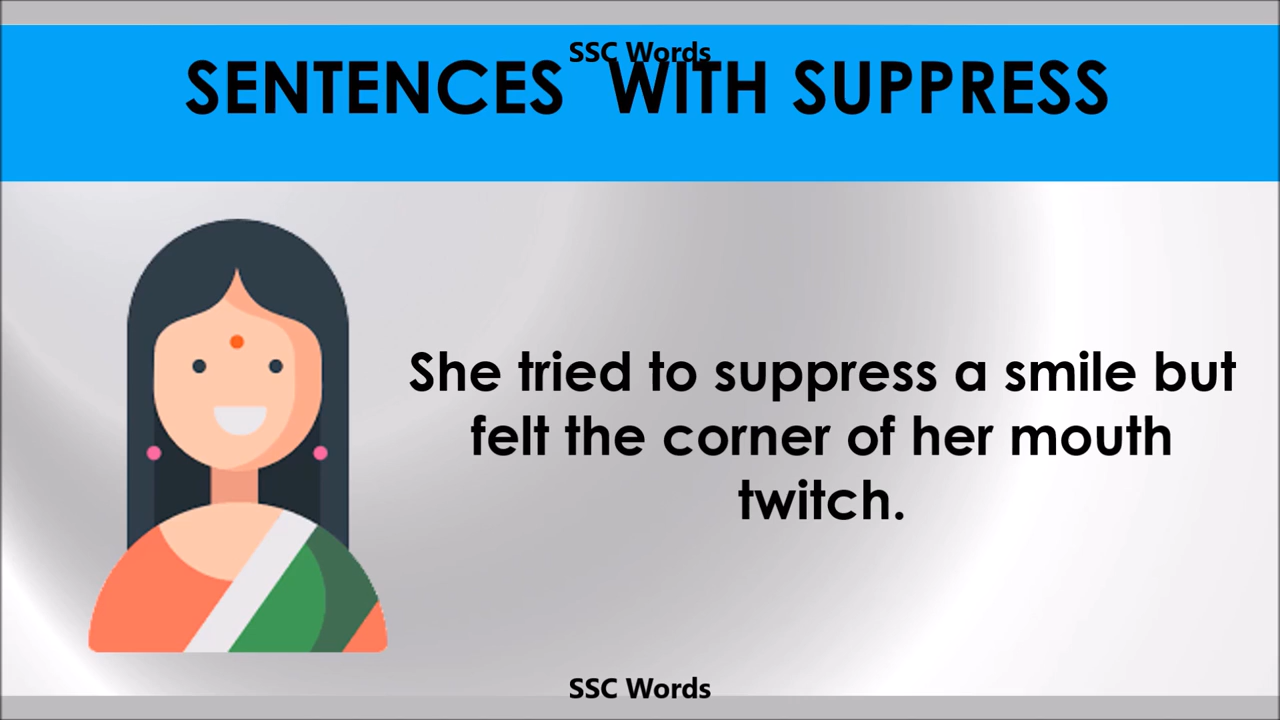 SSC Words
SENTENCES WITH SUPPRESS
She tried to suppress a smile but
felt the corner of her mouth
twitch.
SSC Words